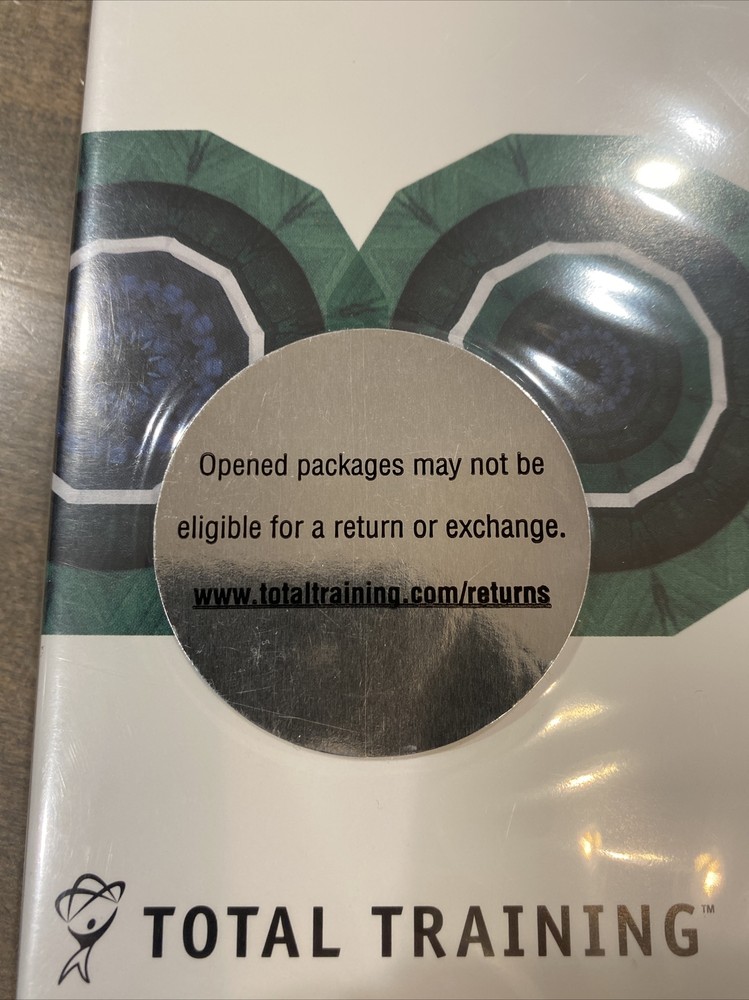 Opened packages may not be
eligible for a return or exchange.
www.totaltraining.com/returns
TOTAL TRAINING™